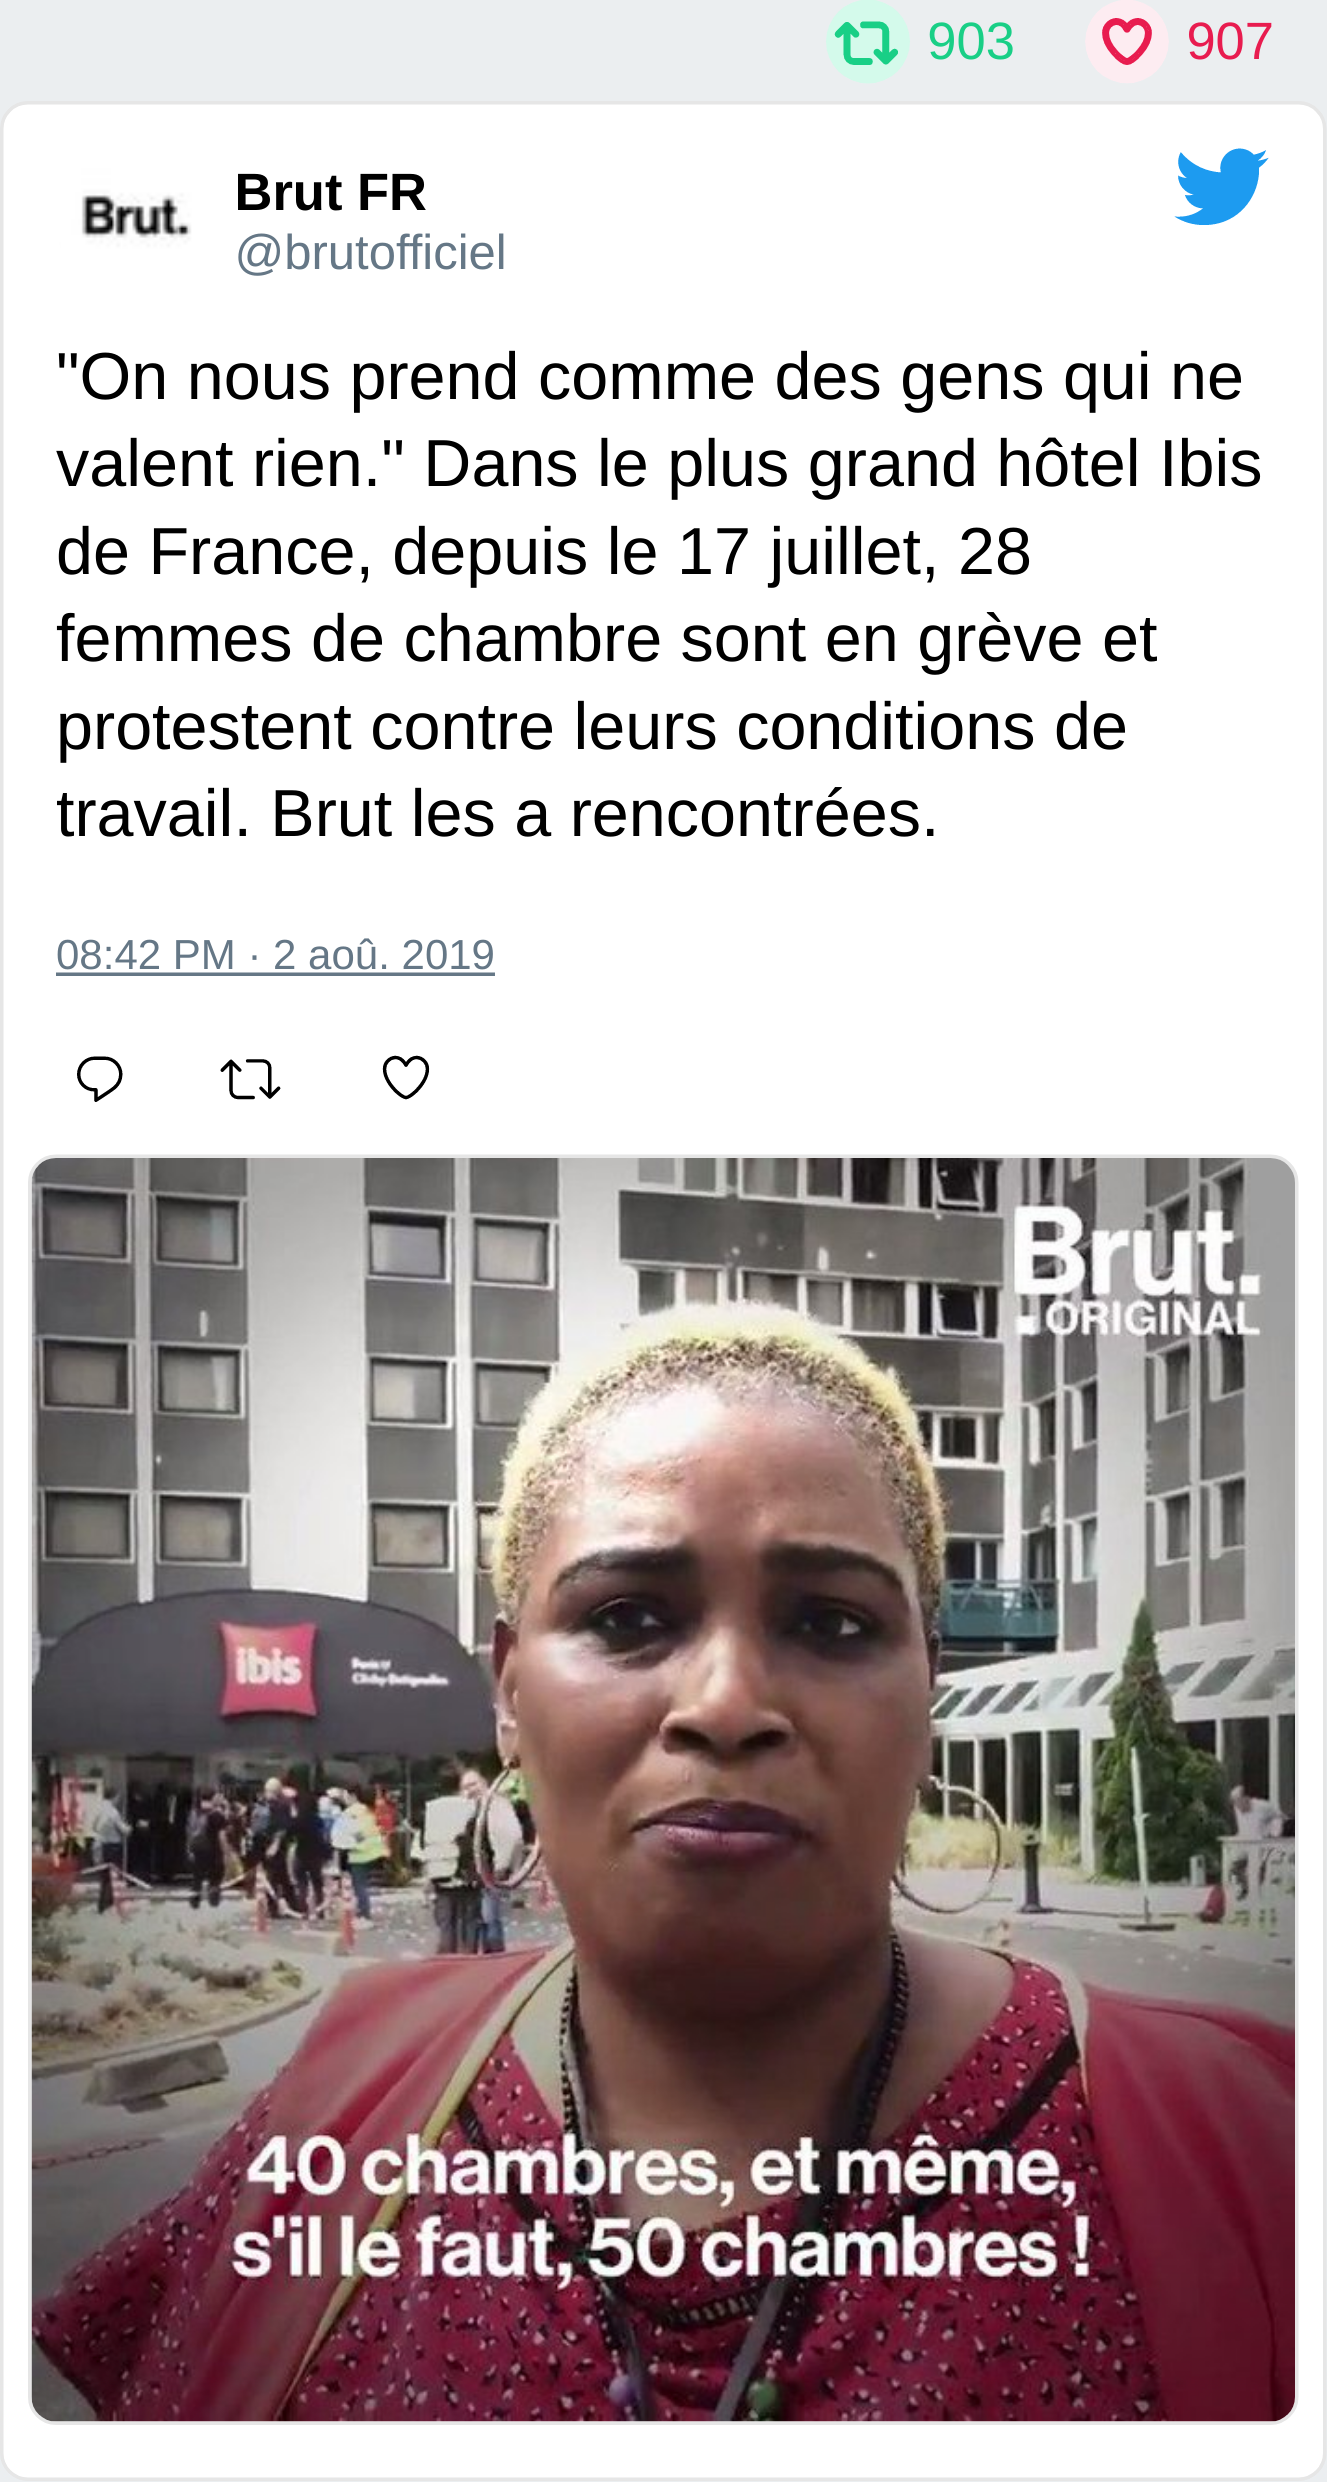 903 907
Brut.
Brut FR
@brutofficiel
"On nous prend comme des gens qui ne
valent rien." Dans le plus grand hôtel Ibis
de France, depuis le 17 juillet, 28
femmes de chambre sont en grève et
protestent contre leurs conditions de
travail. Brut les a rencontrées.
08:42 PM · 2 aoû. 2019
Brut.
ORIGINAL
ibis
Clichy-Batignolles
40 chambres, et même,
s'il le faut, 50 chambres !